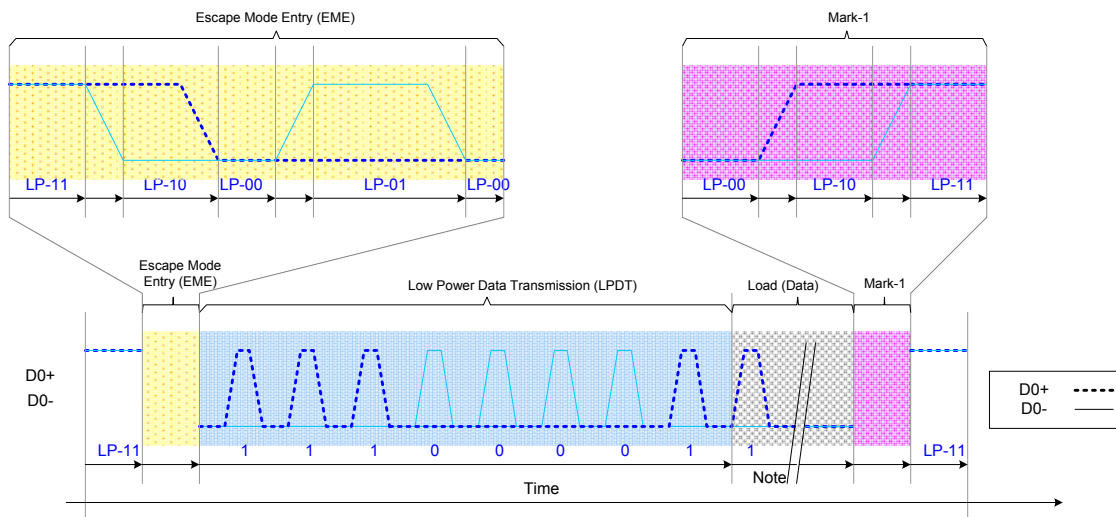 Escape Mode Entry (EME)
Mark-1
LP-11 LP-10 LP-00 LP-01 LP-00
LP-00 LP-10 LP-11
Escape Mode
Entry (EME)
Low Power Data Transmission (LPDT)
Load (Data)
Mark-1
D0+
D0-
D0+
D0-
LP-11 1 1 1 0 0 0 0 1 1 LP-11
Note
Time